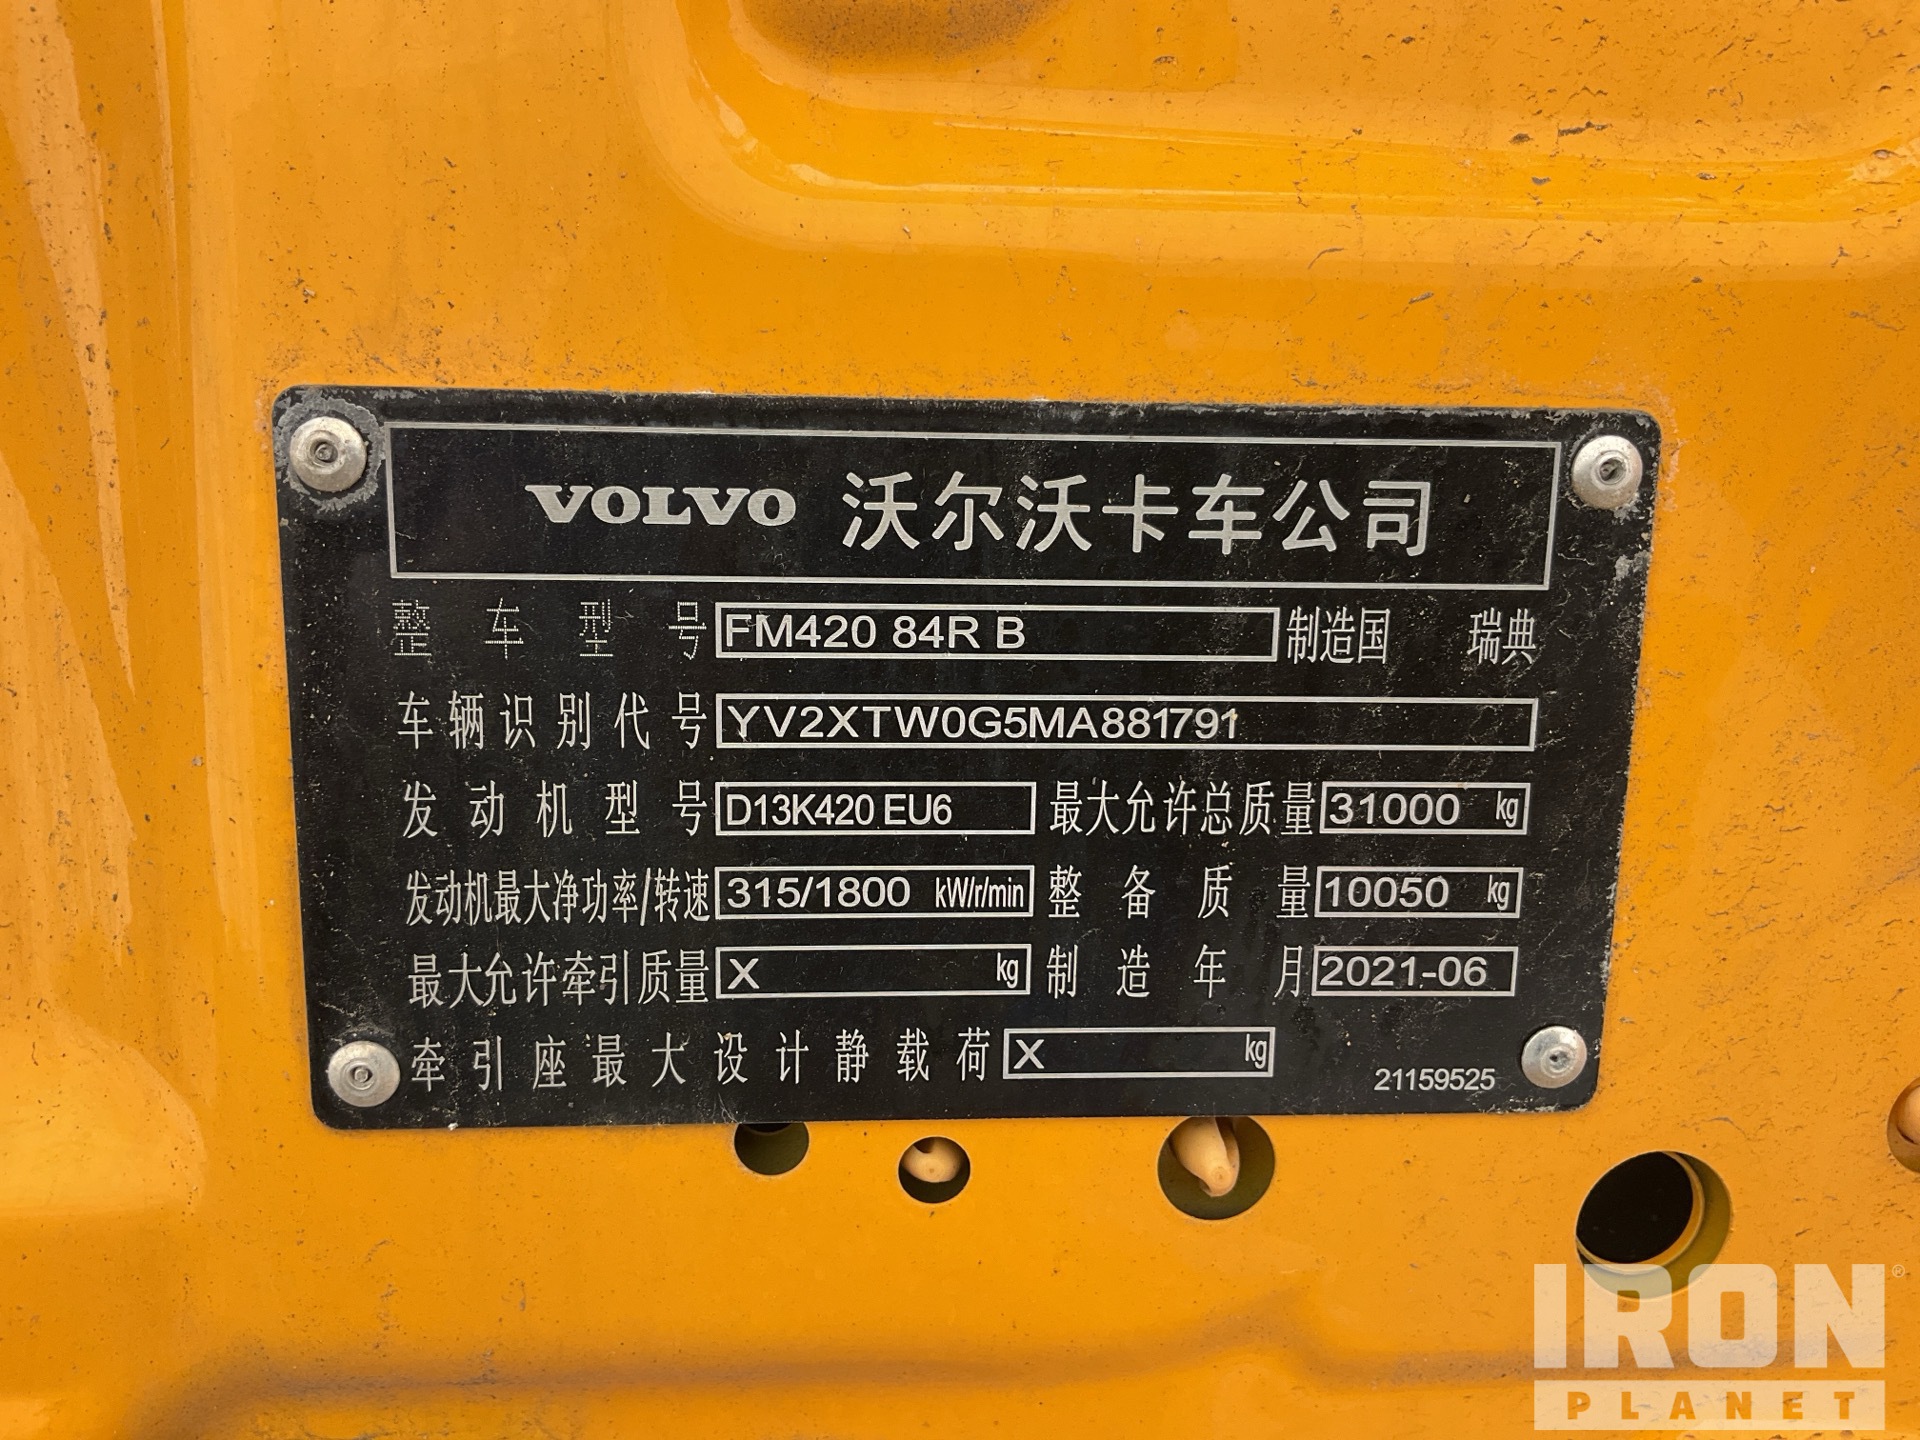 VOLVO 沃尔沃卡车公司
整车型号 FM420 84R B 制造国 瑞典
车辆识别代号 YV2XTW0G5MA881791
发动机型号 D13K420 EU6 最大允许总质量 31000 kg
发动机最大净功率/转速 315/1800 kW/r/min 整备质量 10050 kg
最大允许牵引质量 X kg 制造年月 2021-06
牵引座最大设计静载荷 X kg 21159525
IRON®
PLANET